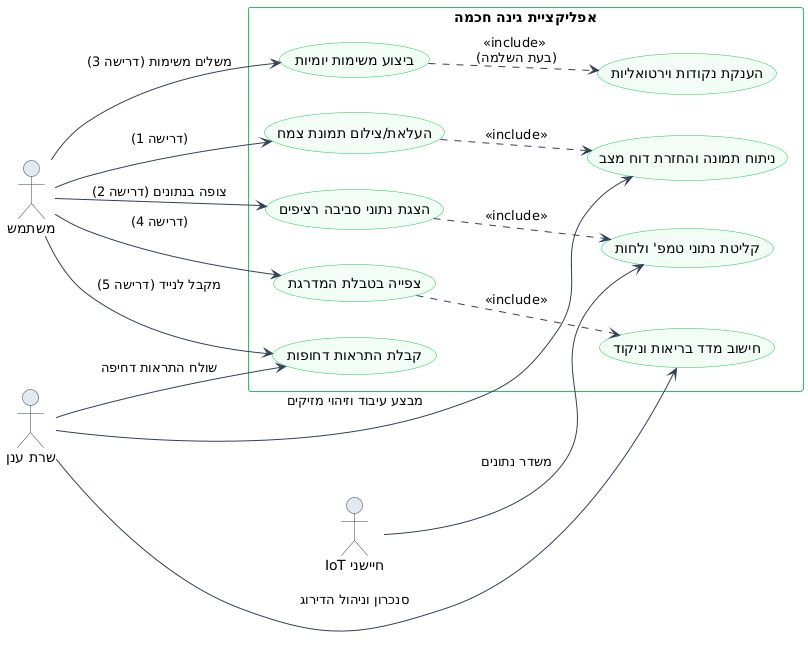 אפליקציית גינה חכמה
«include»
(בעת השלמה)
משלים משימות (דרישה 3)
ביצוע משימות יומיות
הענקת נקודות וירטואליות
(דרישה 1)
העלאת/צילום תמונת צמח
«include»
ניתוח תמונה והחזרת דוח מצב
צופה בנתונים (דרישה 2)
הצגת נתוני סביבה רציפים
«include»
(דרישה 4)
משתמש
קליטת נתוני טמפ' ולחות
צפייה בטבלת המדרגת
«include»
מקבל לנייד (דרישה 5)
חישוב מדד בריאות וניקוד
קבלת התראות דחופות
שולח התראות דחיפה
מבצע עיבוד וזיהוי מזיקים
שרת ענן
משדר נתונים
חיישני IoT
סנכרון וניהול הדירוג